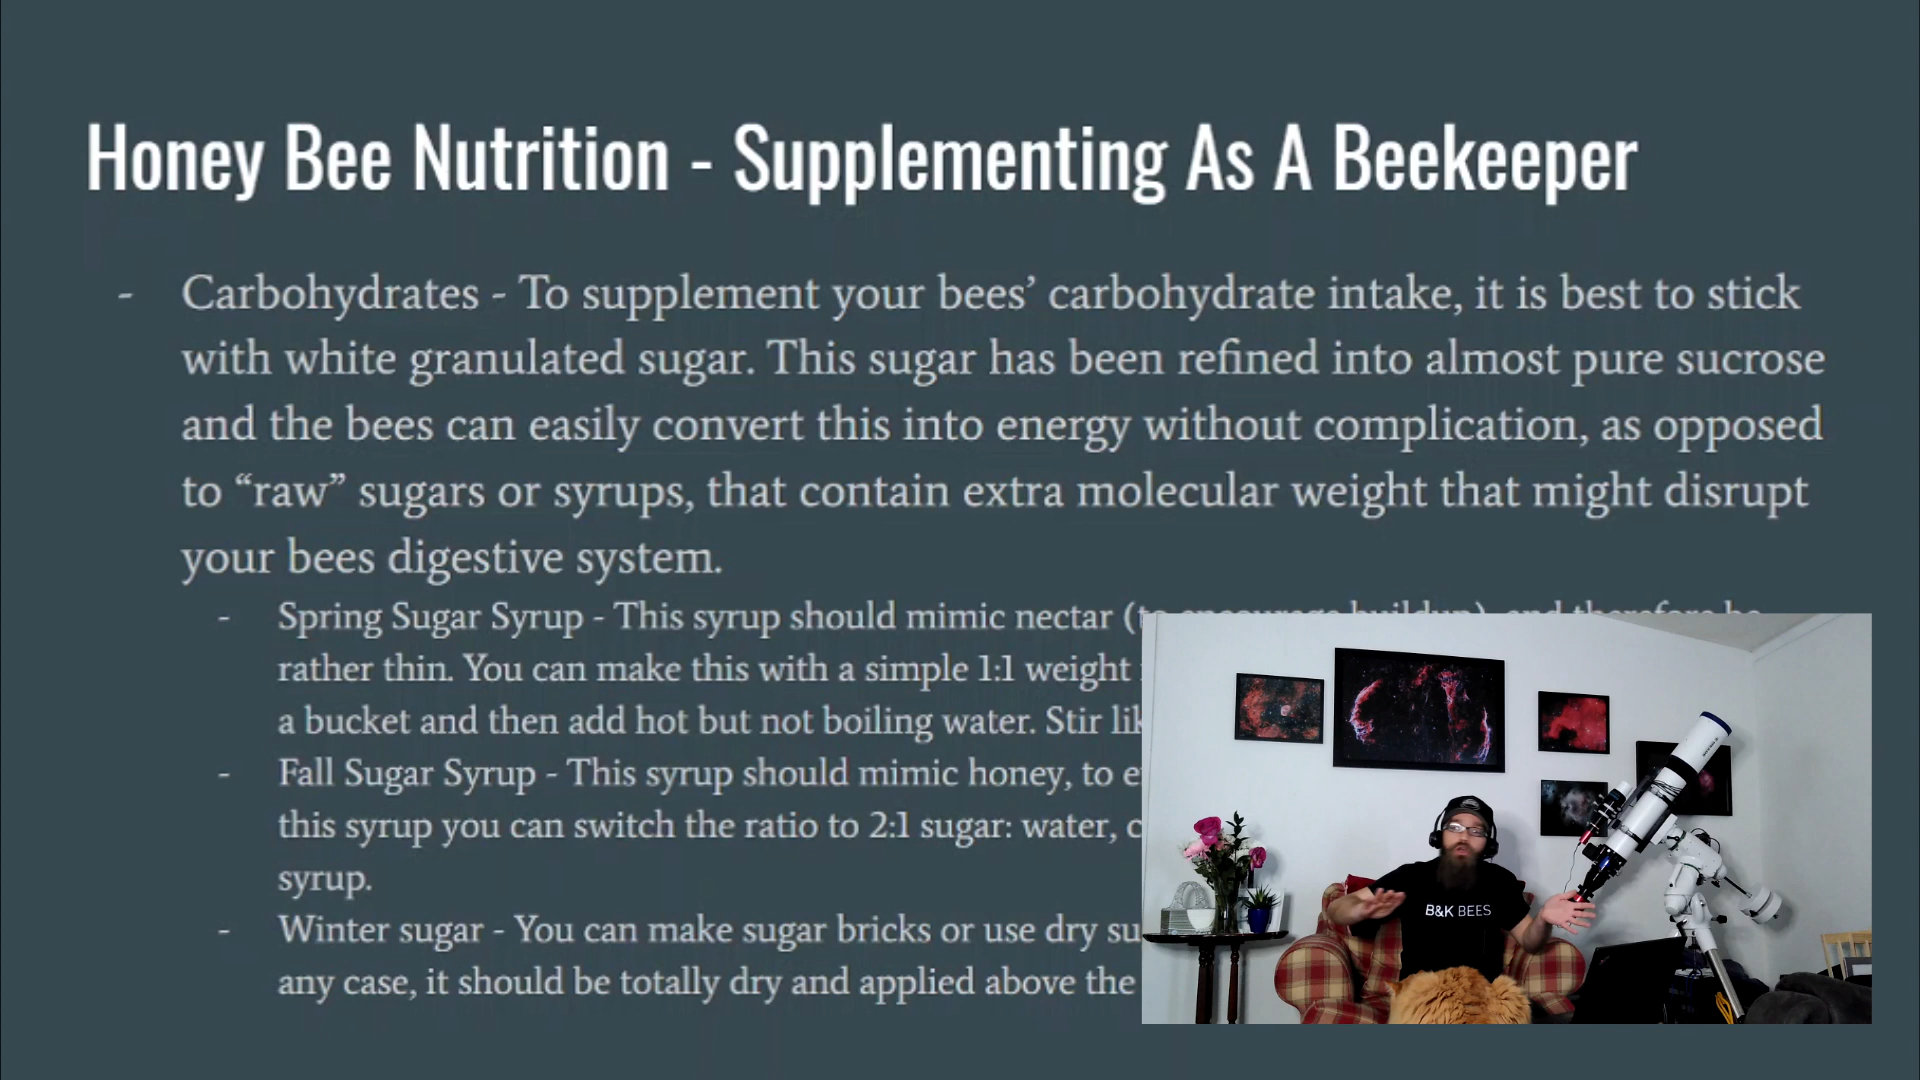 Honey Bee Nutrition - Supplementing As A Beekeeper
- Carbohydrates - To supplement your bees’ carbohydrate intake, it is best to stick
with white granulated sugar. This sugar has been refined into almost pure sucrose
and the bees can easily convert this into energy without complication, as opposed
to “raw” sugars or syrups, that contain extra molecular weight that might disrupt
your bees digestive system.
- Spring Sugar Syrup - This syrup should mimic nectar (to encourage buildup), and therefore be
rather thin. You can make this with a simple 1:1 weight
a bucket and then add hot but not boiling water. Stir
- Fall Sugar Syrup - This syrup should mimic honey, to
this syrup you can switch the ratio to 2:1 sugar: water,
syrup.
- Winter sugar - You can make sugar bricks or use dry
any case, it should be totally dry and applied above the
B&K BEES